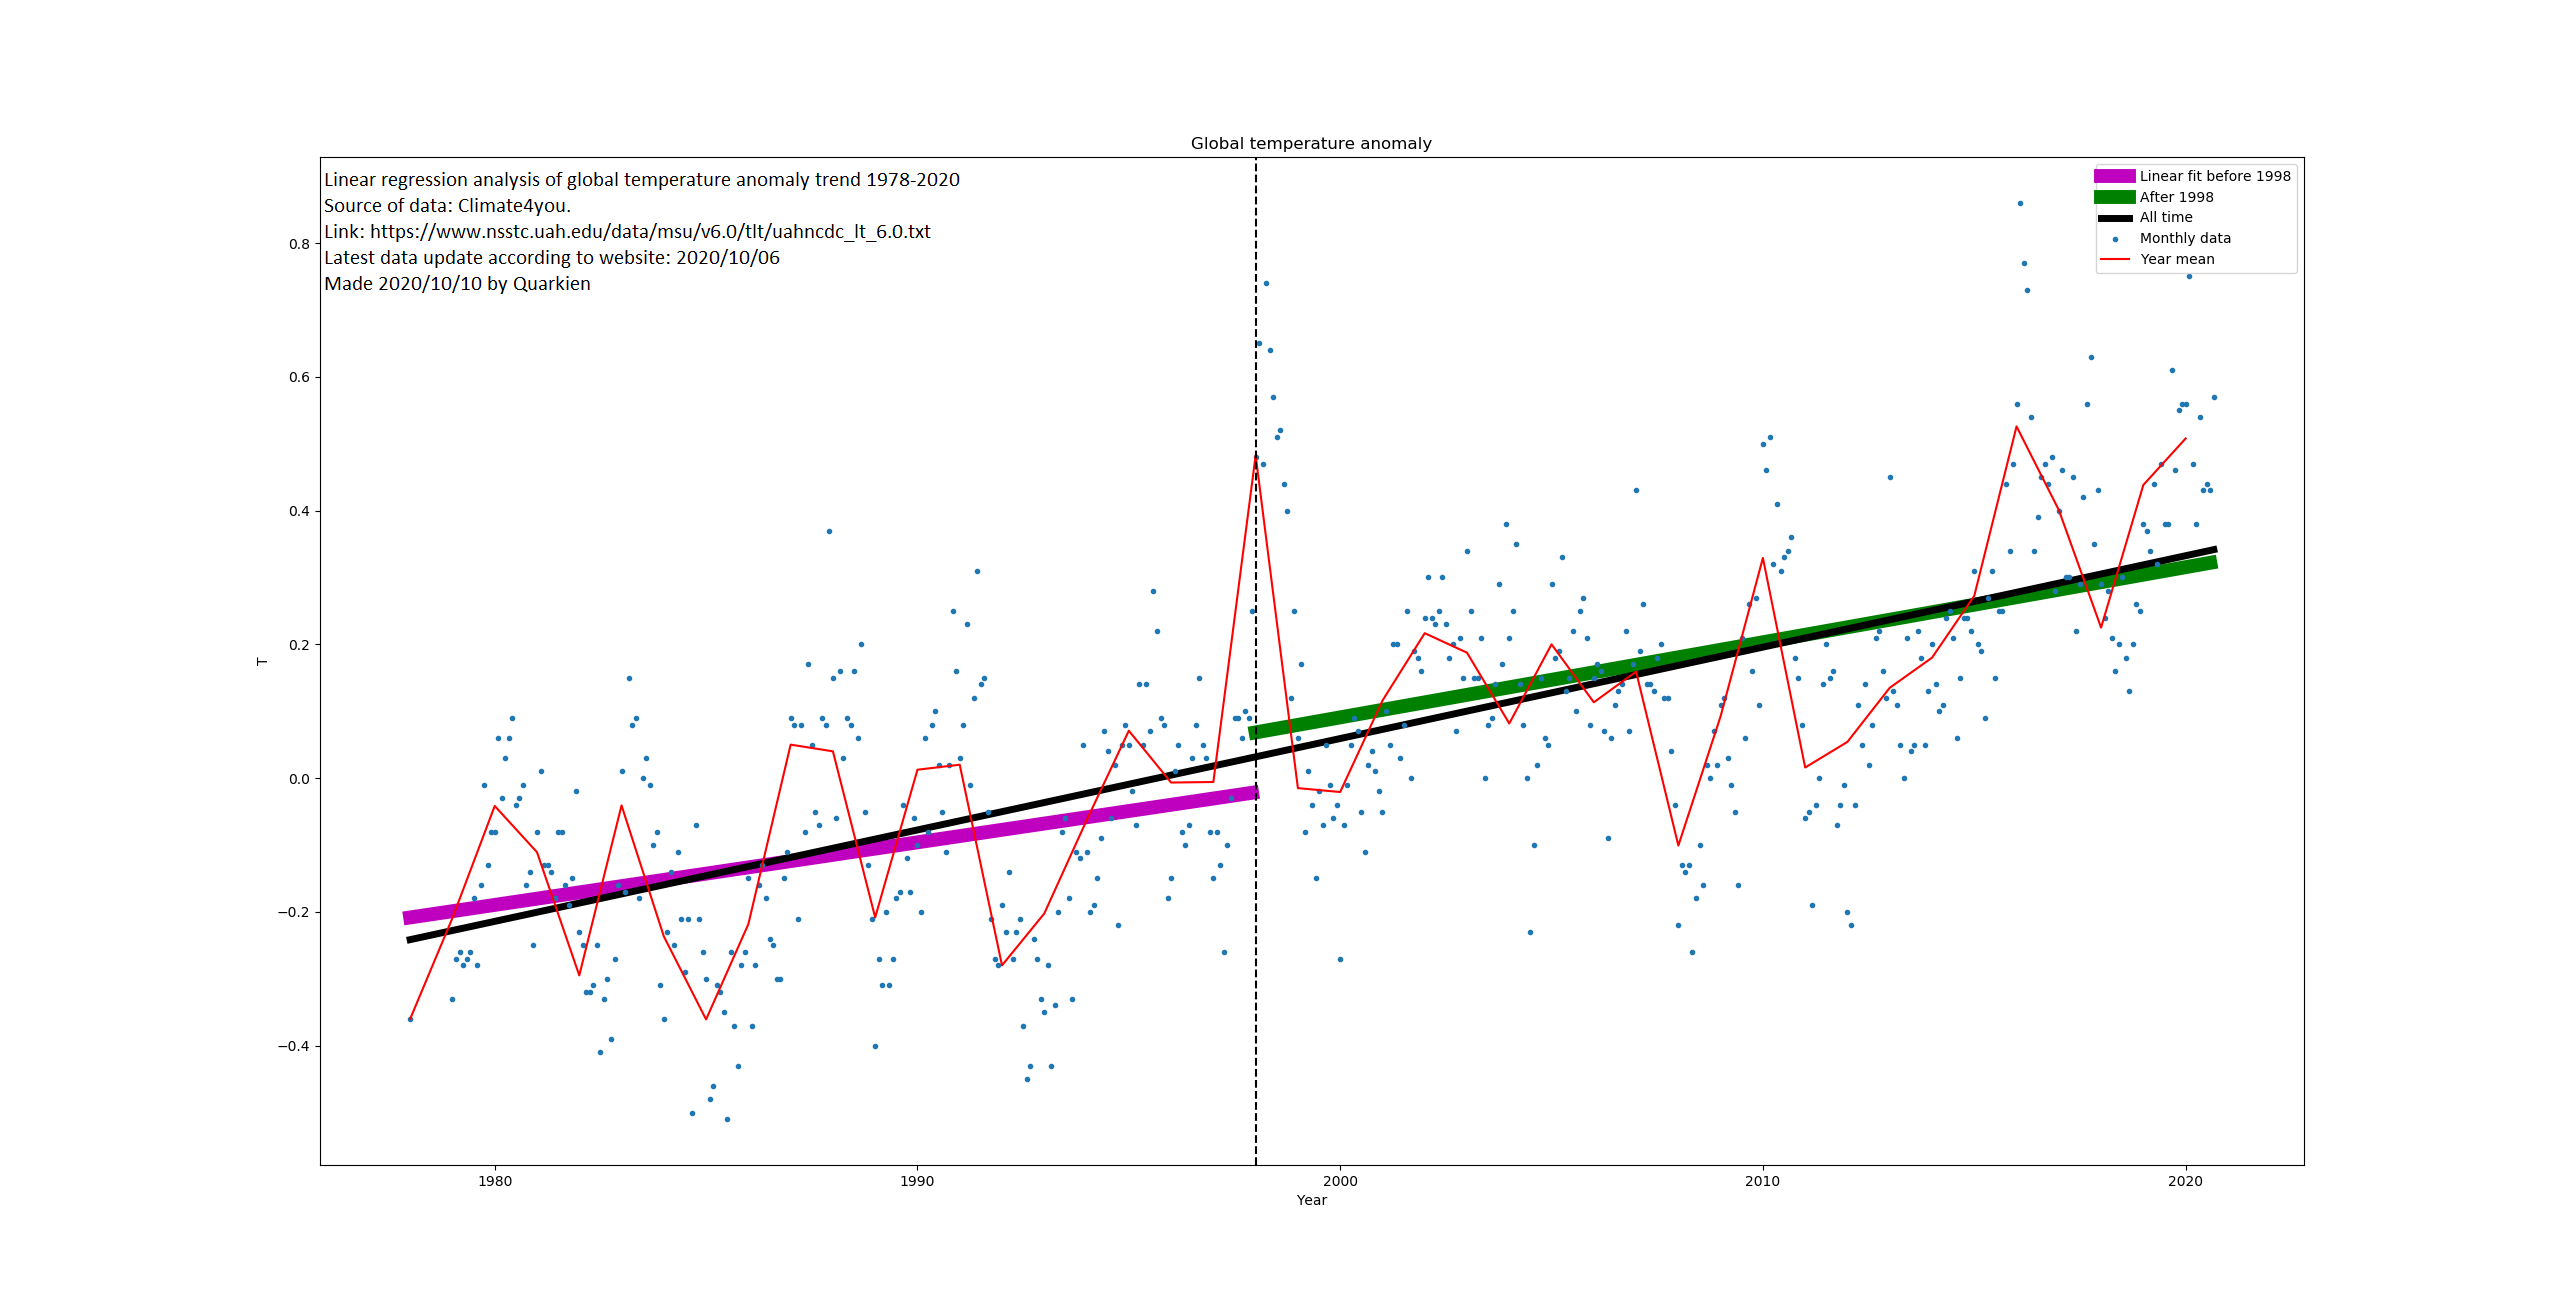 Global temperature anomaly
Linear regression analysis of global temperature anomaly trend 1978-2020
Source of data: Climate4you.
Link: https://www.nsstc.uah.edu/data/msu/v6.0/tlt/uahncdc_lt_6.0.txt
Latest data update according to website: 2020/10/06
Made 2020/10/10 by Quarkien
Linear fit before 1998
After 1998
All time
Monthly data
Year mean
T
0.8
0.6
0.4
0.2
0.0
−0.2
−0.4
1980 1990 2000 2010 2020
Year